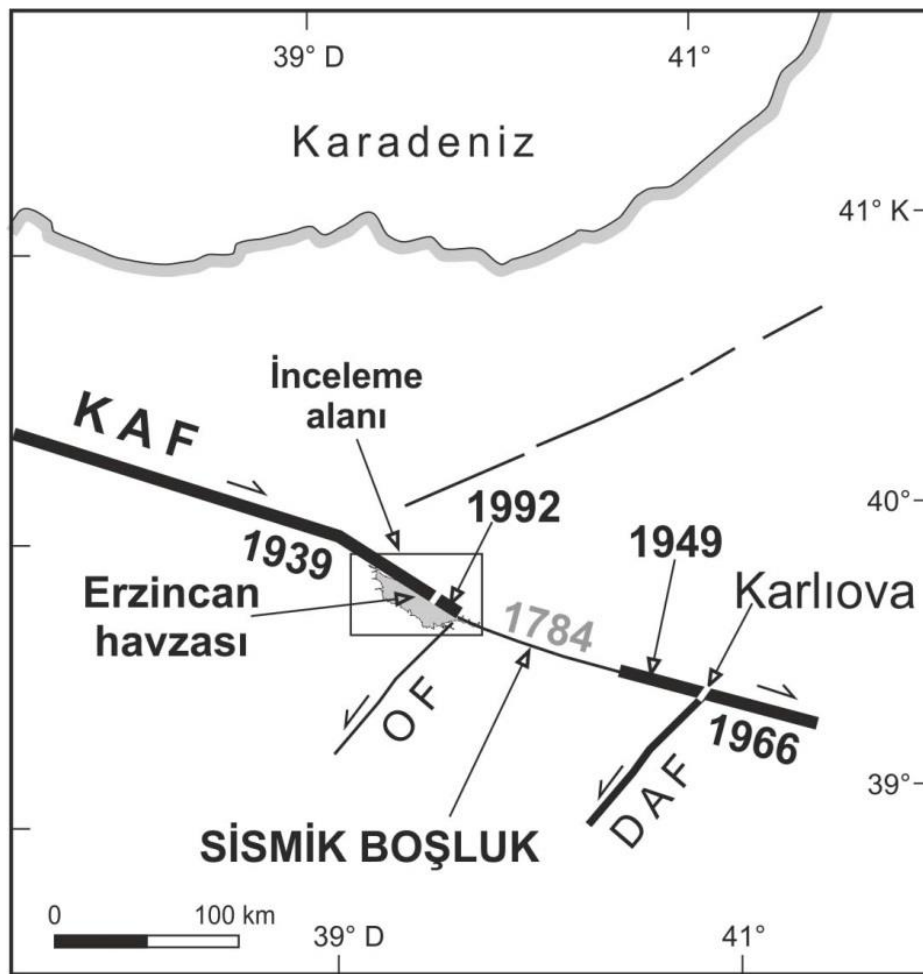 39° D
41°
Karadeniz
41° K
İnceleme
alanı
KAF
1992
40°
1939
1949
Erzincan
havzası
1784
Karlıova
OF
1966
DAF
39°
SİSMİK BOŞLUK
0
100 km
39° D
41°